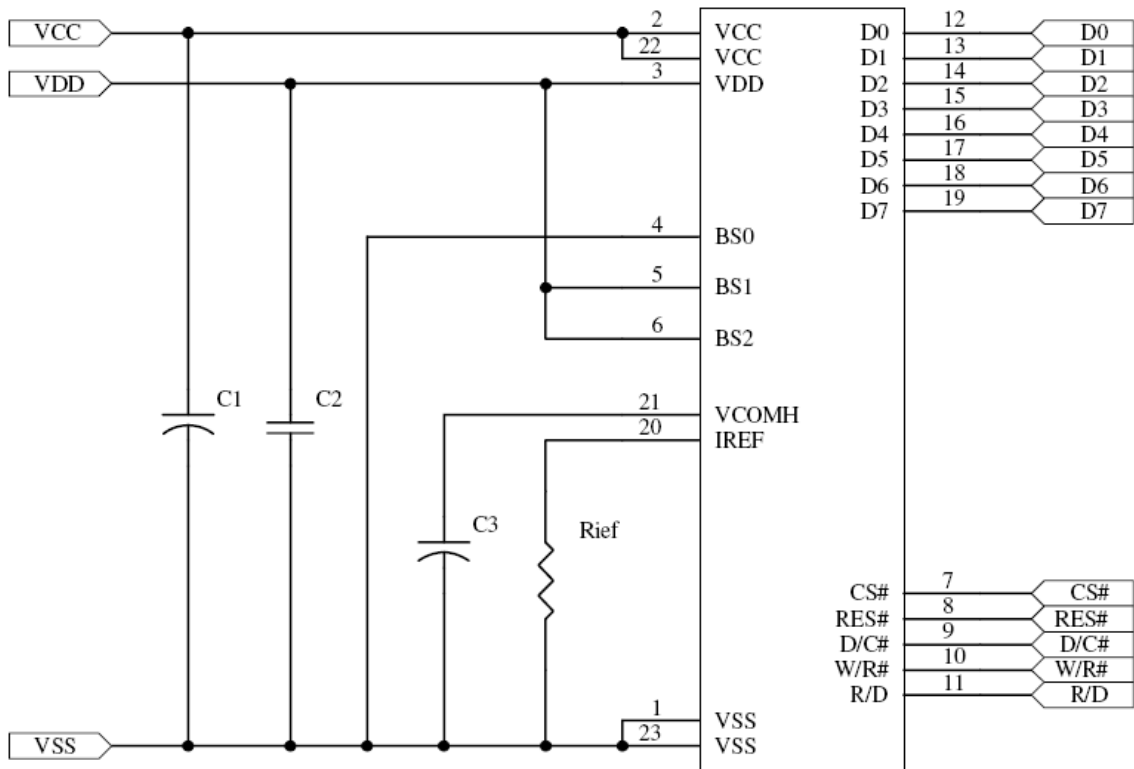 VCC 2 VCC D0 12 D0
22 VCC D1 13 D1
VDD 3 VDD D2 14 D2
D3 15 D3
D4 16 D4
D5 17 D5
D6 18 D6
D7 19 D7
4 BS0
5 BS1
6 BS2
C1 C2 21 VCOMH
20 IREF
C3 Rief
CS# 7 CS#
RES# 8 RES#
D/C# 9 D/C#
W/R# 10 W/R#
R/D 11 R/D
1 VSS
VSS 23 VSS